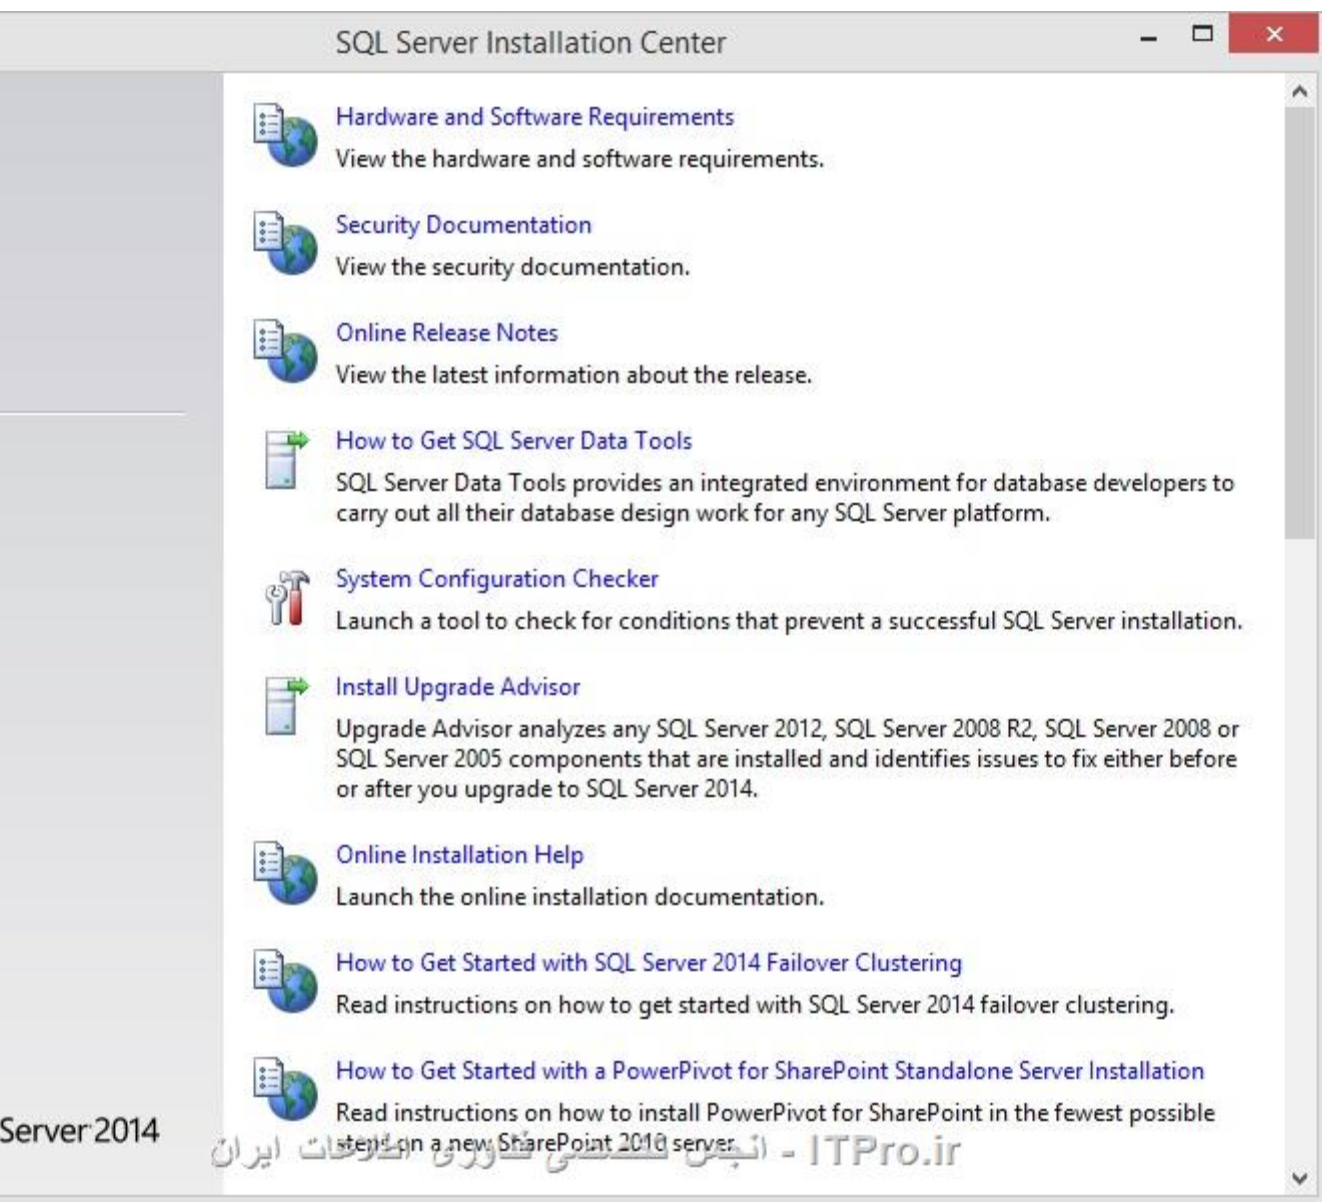 SQL Server Installation Center
Hardware and Software Requirements
View the hardware and software requirements.
Security Documentation
View the security documentation.
Online Release Notes
View the latest information about the release.
How to Get SQL Server Data Tools
SQL Server Data Tools provides an integrated environment for database developers to
carry out all their database design work for any SQL Server platform.
System Configuration Checker
Launch a tool to check for conditions that prevent a successful SQL Server installation.
Install Upgrade Advisor
Upgrade Advisor analyzes any SQL Server 2012, SQL Server 2008 R2, SQL Server 2008 or
SQL Server 2005 components that are installed and identifies issues to fix either before
or after you upgrade to SQL Server 2014.
Online Installation Help
Launch the online installation documentation.
How to Get Started with SQL Server 2014 Failover Clustering
Read instructions on how to get started with SQL Server 2014 failover clustering.
How to Get Started with a PowerPivot for SharePoint Standalone Server Installation
Read instructions on how to install PowerPivot for SharePoint in the fewest possible
steps on a new SharePoint 2010 server.
Server 2014
انجمن تخصصی فناوری اطلاعات ایران - ITPro.ir